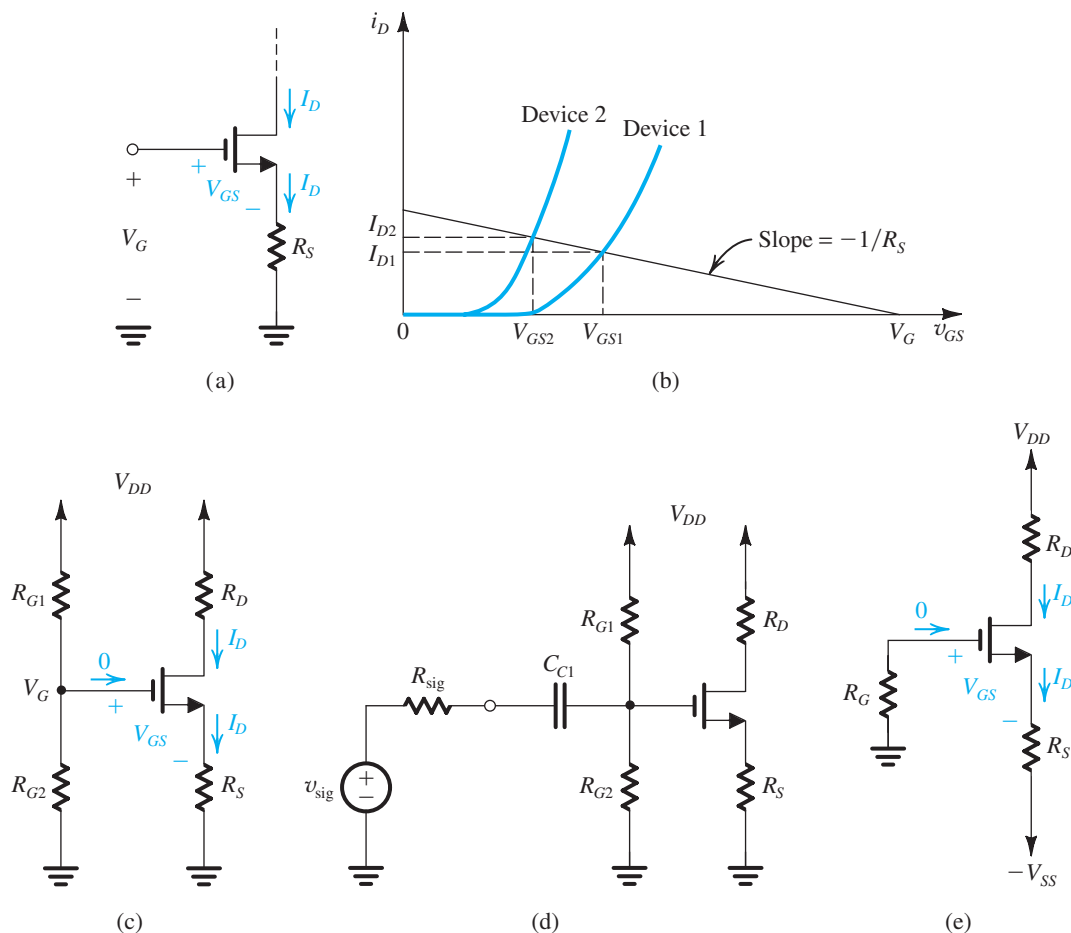 I_D
+
V_GS
−
I_D
+
V_G
−
R_S
(a)
i_D
Device 2
Device 1
I_D2
I_D1
Slope = −1/R_S
0
V_GS2
V_GS1
V_G
v_GS
(b)
V_DD
R_G1
R_D
0
I_D
V_G
+
V_GS
−
I_D
R_G2
R_S
(c)
V_DD
R_G1
R_D
R_sig
C_C1
v_sig
+
−
R_G2
R_S
(d)
V_DD
R_D
0
I_D
+
V_GS
−
I_D
R_G
R_S
−V_SS
(e)